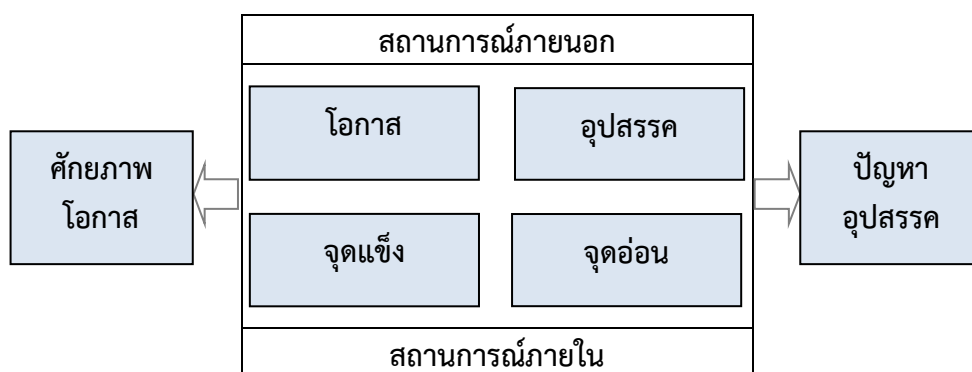 สถานการณ์ภายนอก
โอกาส
อุปสรรค
ศักยภาพ
โอกาส
ปัญหา
อุปสรรค
จุดแข็ง
จุดอ่อน
สถานการณ์ภายใน